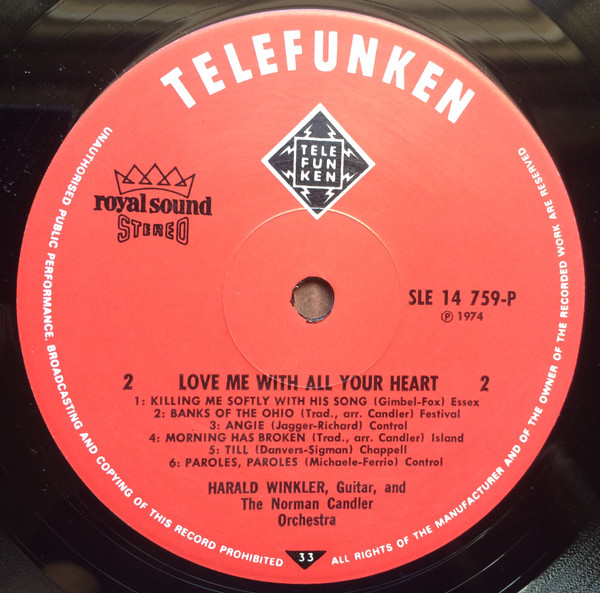 TELEFUNKEN
TELE
FUN
KEN
royal sound
STEREO
SLE 14 759-P
Ⓟ 1974
2 LOVE ME WITH ALL YOUR HEART 2
1: KILLING ME SOFTLY WITH HIS SONG (Gimbel-Fox) Essex
2: BANKS OF THE OHIO (Trad., arr. Candler) Festival
3: ANGIE (Jagger-Richard) Control
4: MORNING HAS BROKEN (Trad., arr. Candler) Island
5: TILL (Danvers-Sigman) Chappell
6: PAROLES, PAROLES (Michaele-Ferrio) Control
HARALD WINKLER, Guitar, and
The Norman Candler
Orchestra
UNAUTHORISED PUBLIC PERFORMANCE, BROADCASTING AND COPYING OF THIS RECORD PROHIBITED
33
ALL RIGHTS OF THE MANUFACTURER AND OF THE OWNER OF THE RECORDED WORK ARE RESERVED